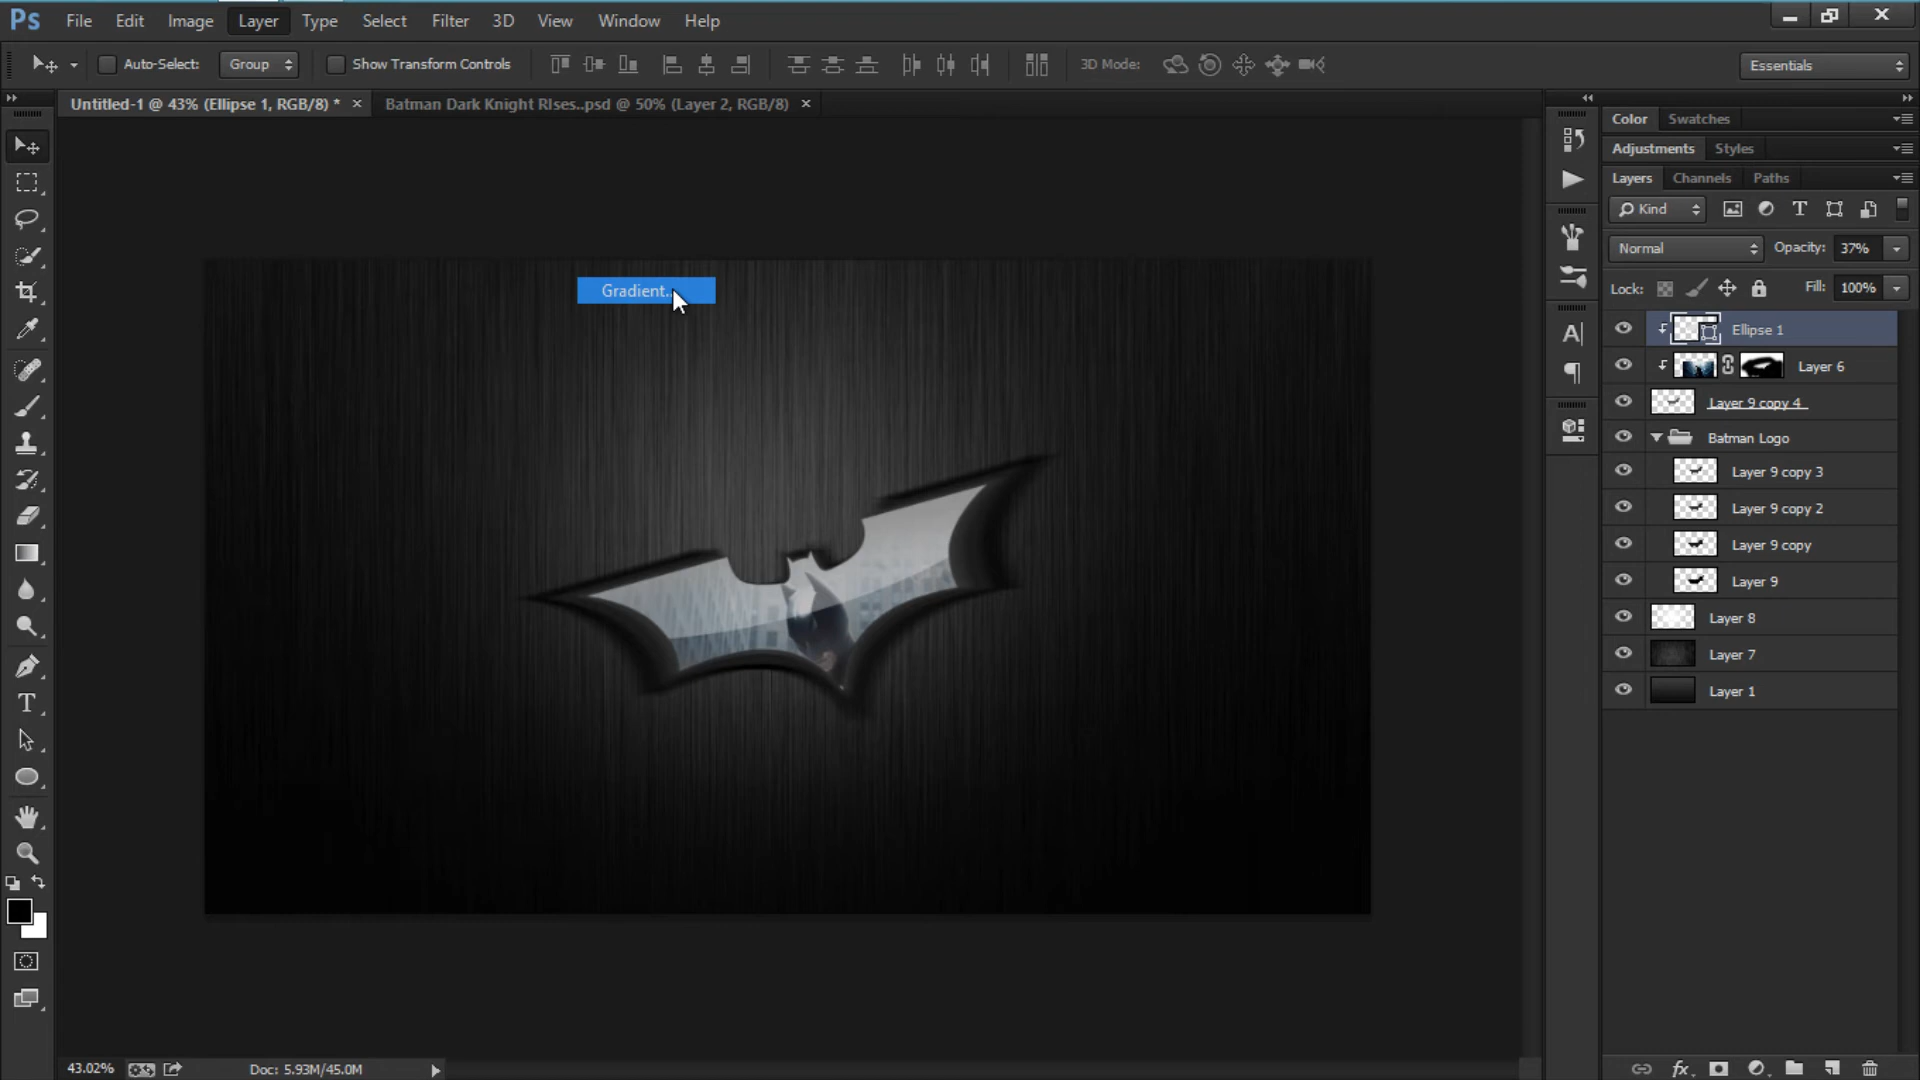 Ps File Edit Image Layer Type Select Filter 3D View Window Help
Auto-Select: Group Show Transform Controls 3D Mode: Essentials
Untitled-1 @ 43% (Ellipse 1, RGB/8) * × Batman Dark Knight RIses..psd @ 50% (Layer 2, RGB/8) ×
Color Swatches
Adjustments Styles
Layers Channels Paths
Kind
Normal Opacity: 37%
Lock: Fill: 100%
Gradient..
Ellipse 1
Layer 6
Layer 9 copy 4
Batman Logo
Layer 9 copy 3
Layer 9 copy 2
Layer 9 copy
Layer 9
Layer 8
Layer 7
Layer 1
43.02% Doc: 5.93M/45.0M